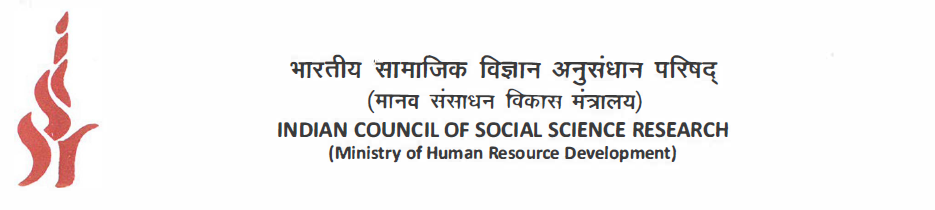 भारतीय सामाजिक विज्ञान अनुसंधान परिषद्
(मानव संसाधन विकास मंत्रालय)
INDIAN COUNCIL OF SOCIAL SCIENCE RESEARCH
(Ministry of Human Resource Development)